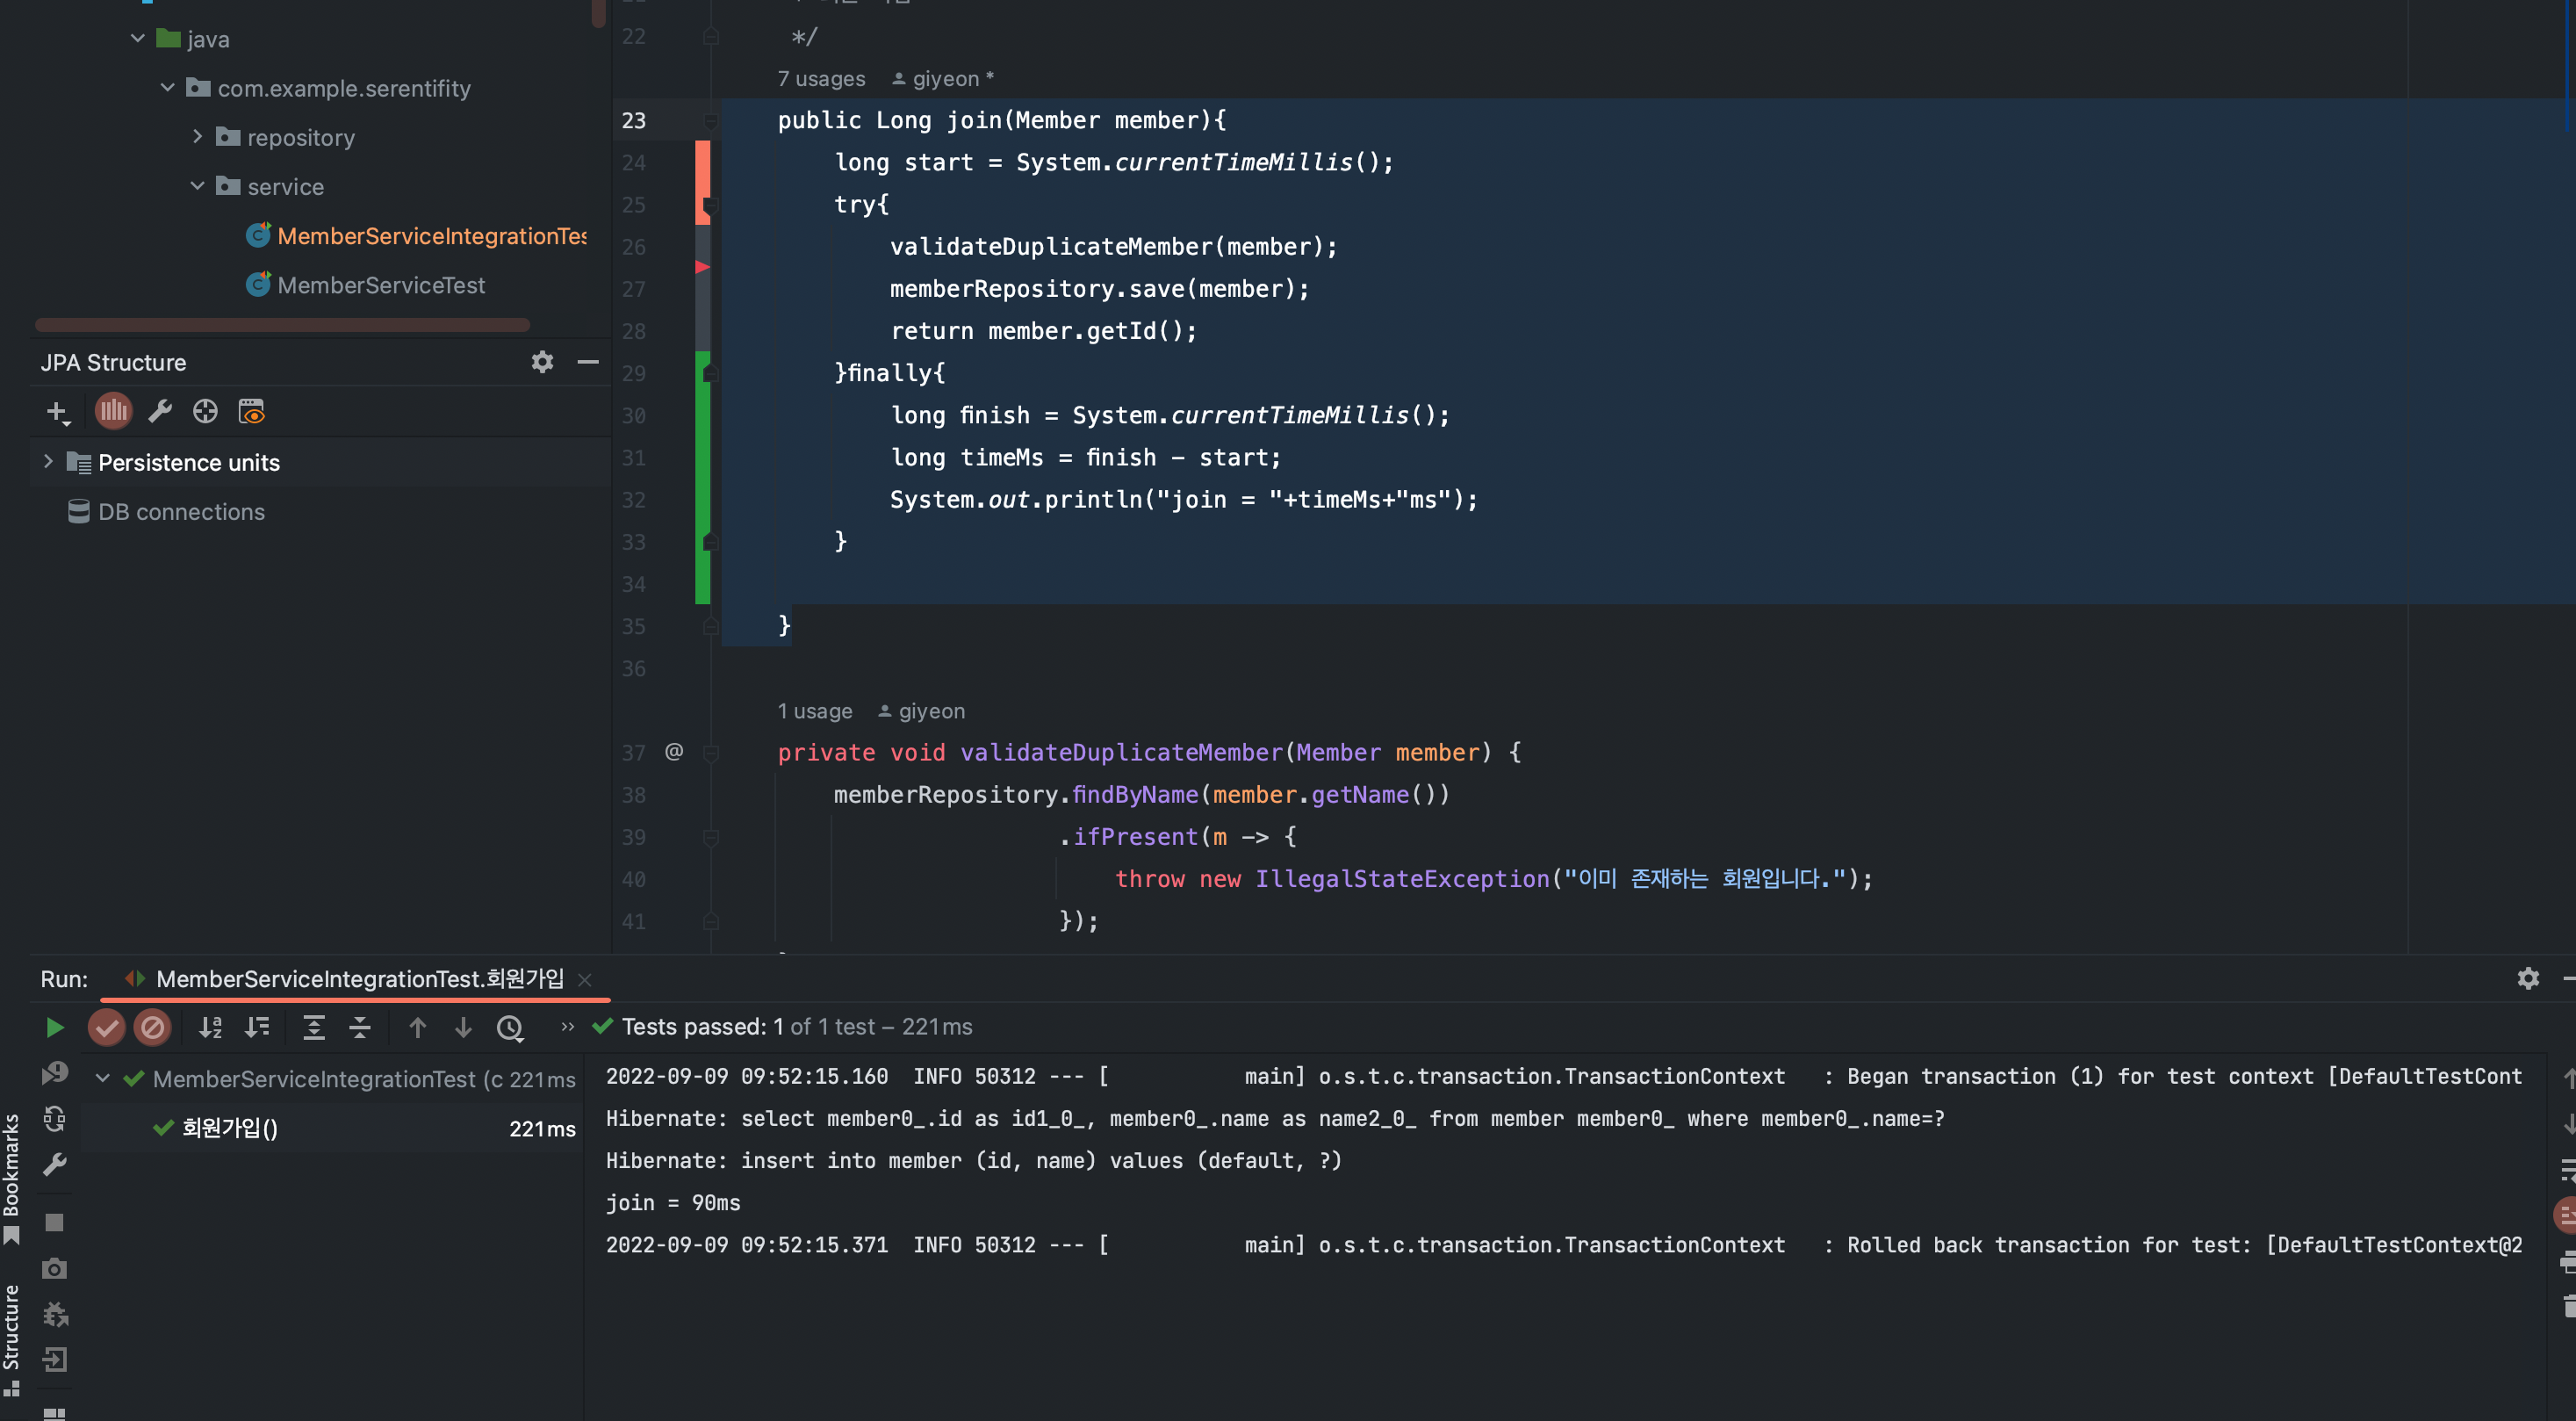 java
com.example.serentifity
repository
service
MemberServiceIntegrationTes
MemberServiceTest
JPA Structure
Persistence units
DB connections
22 */
7 usages giyeon *
23 public Long join(Member member){
24 long start = System.currentTimeMillis();
25 try{
26 validateDuplicateMember(member);
27 memberRepository.save(member);
28 return member.getId();
29 }finally{
30 long finish = System.currentTimeMillis();
31 long timeMs = finish - start;
32 System.out.println("join = "+timeMs+"ms");
33 }
34
35 }
36
1 usage giyeon
37 @ private void validateDuplicateMember(Member member) {
38 memberRepository.findByName(member.getName())
39 .ifPresent(m -> {
40 throw new IllegalStateException("이미 존재하는 회원입니다.");
41 });
Run: MemberServiceIntegrationTest.회원가입
Tests passed: 1 of 1 test – 221ms
MemberServiceIntegrationTest (c 221ms
회원가입() 221ms
2022-09-09 09:52:15.160 INFO 50312 --- [ main] o.s.t.c.transaction.TransactionContext : Began transaction (1) for test context [DefaultTestCont
Hibernate: select member0_.id as id1_0_, member0_.name as name2_0_ from member member0_ where member0_.name=?
Hibernate: insert into member (id, name) values (default, ?)
join = 90ms
2022-09-09 09:52:15.371 INFO 50312 --- [ main] o.s.t.c.transaction.TransactionContext : Rolled back transaction for test: [DefaultTestContext@2
Bookmarks
Structure